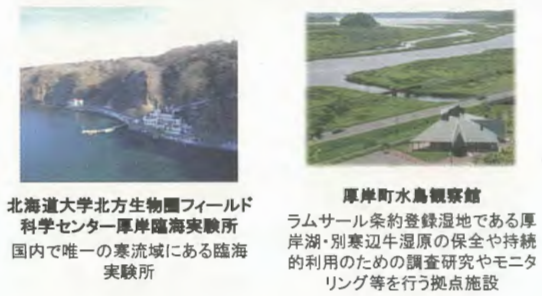 北海道大学北方生物圏フィールド
科学センター厚岸臨海実験所
国内で唯一の寒流域にある臨海
実験所
厚岸町水鳥観察館
ラムサール条約登録湿地である厚
岸湖・別寒辺牛湿原の保全や持続
的利用のための調査研究やモニタ
リング等を行う拠点施設